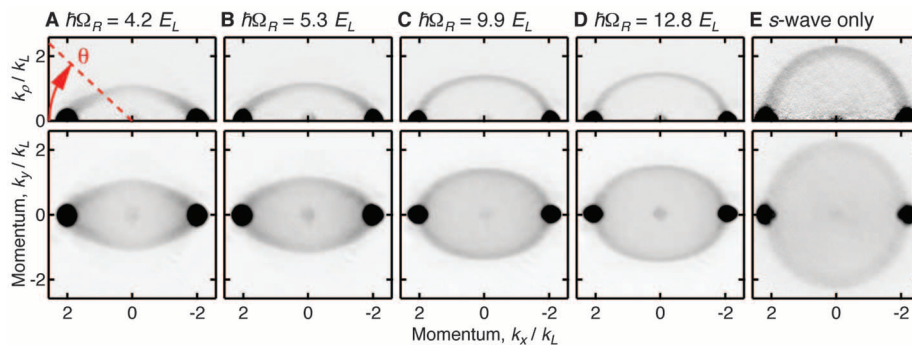 A ħΩ_R = 4.2 E_L
B ħΩ_R = 5.3 E_L
C ħΩ_R = 9.9 E_L
D ħΩ_R = 12.8 E_L
E s-wave only
k_ρ / k_L
2
0
θ
Momentum, k_y / k_L
2
0
-2
2 0 -2
2 0 -2
2 0 -2
2 0 -2
2 0 -2
Momentum, k_x / k_L